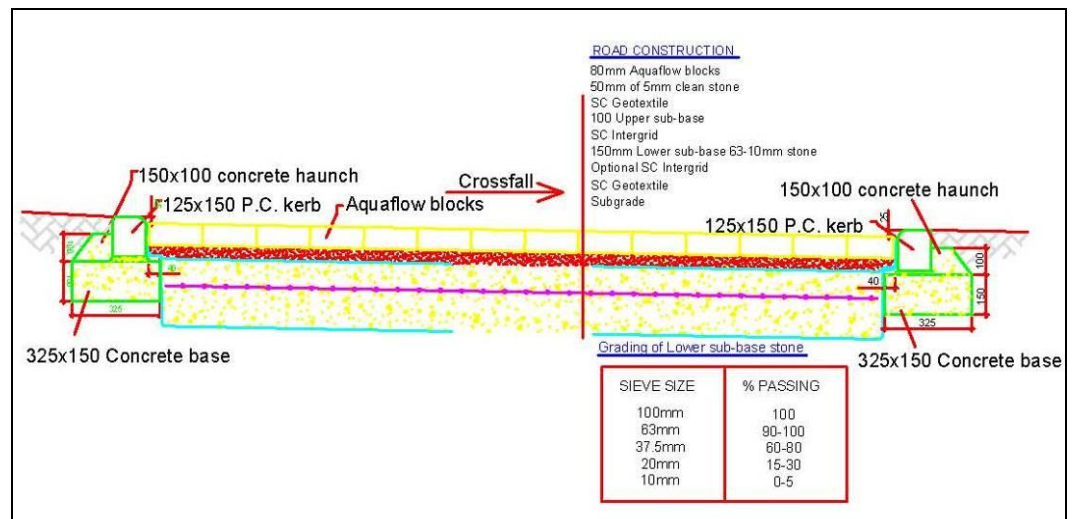 ROAD CONSTRUCTION
80mm Aquaflow blocks
50mm of 5mm clean stone
SC Geotextile
100 Upper sub-base
SC Intergrid
150mm Lower sub-base 63-10mm stone
Optional SC Intergrid
SC Geotextile
Subgrade
150x100 concrete haunch
125x150 P.C. kerb
Aquaflow blocks
Crossfall
150x100 concrete haunch
125x150 P.C. kerb
25
40
325
325x150 Concrete base
40
100
150
325
325x150 Concrete base
Grading of Lower sub-base stone
SIEVE SIZE % PASSING
100mm 100
63mm 90-100
37.5mm 60-80
20mm 15-30
10mm 0-5